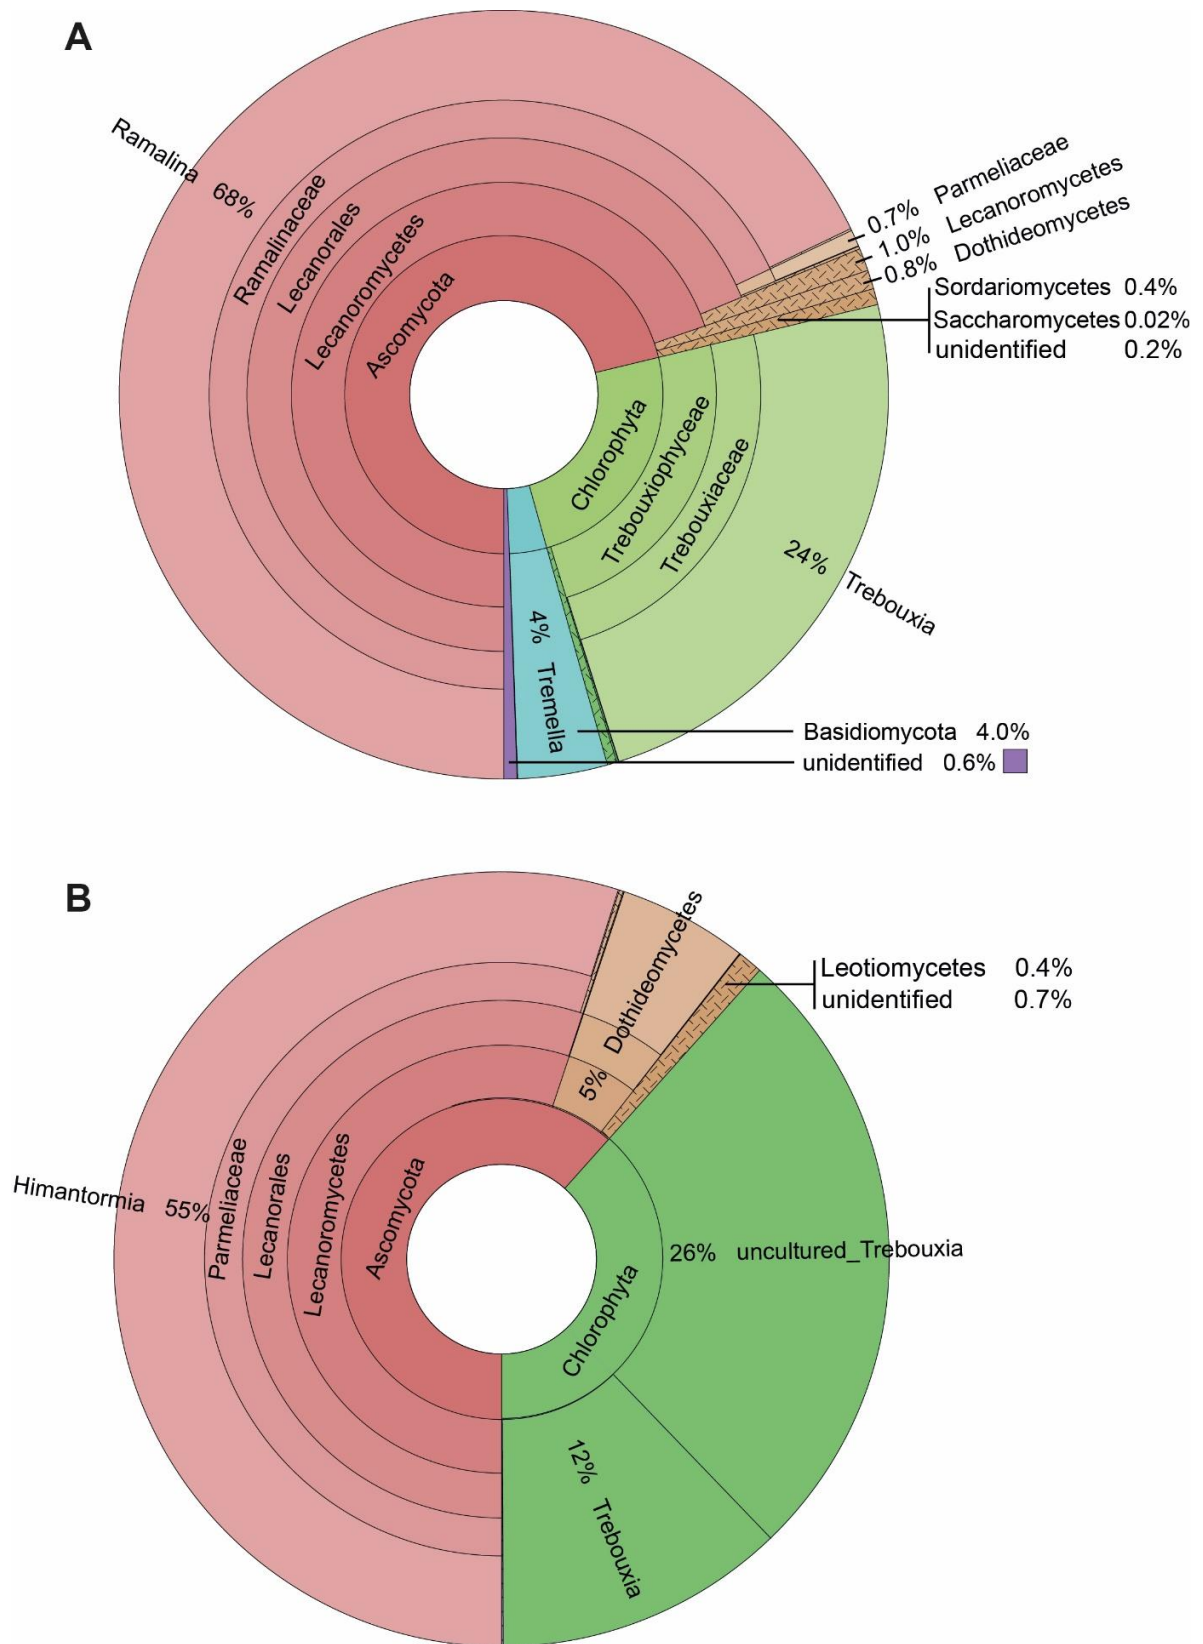 A
Ramalina 68%
Ramalinaceae
Lecanorales
Lecanoromycetes
Ascomycota
0.7% Parmeliaceae
1.0% Lecanoromycetes
0.8% Dothideomycetes
Sordariomycetes 0.4%
Saccharomycetes 0.02%
unidentified 0.2%
Chlorophyta
Trebouxiophyceae
Trebouxiaceae
24% Trebouxia
4% Tremella
Basidiomycota 4.0%
unidentified 0.6%
B
Himantormia 55%
Parmeliaceae
Lecanorales
Lecanoromycetes
Ascomycota
5% Dothideomycetes
Leotiomycetes 0.4%
unidentified 0.7%
Chlorophyta
26% uncultured_Trebouxia
12% Trebouxia